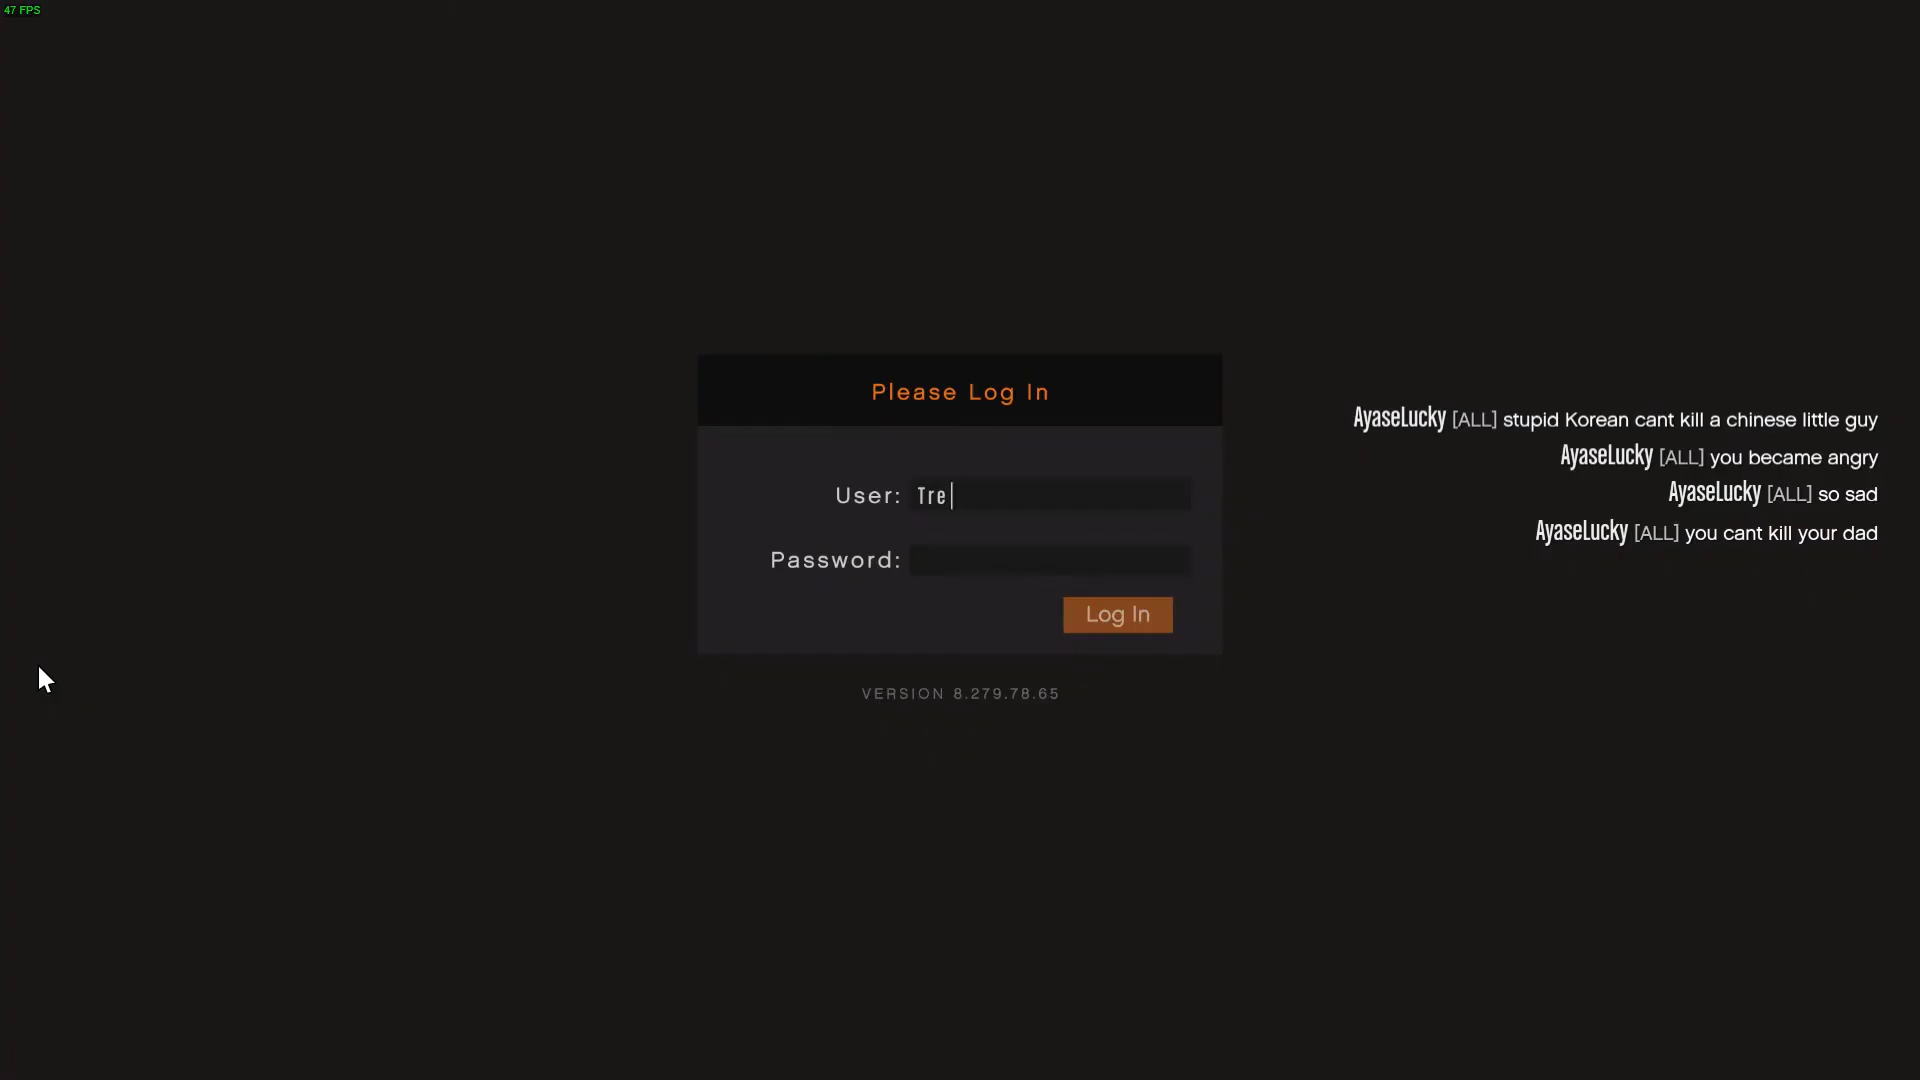 47 FPS
Please Log In
User: Tre
Password:
Log In
VERSION 8.279.78.65
AyaseLucky [ALL] stupid Korean cant kill a chinese little guy
AyaseLucky [ALL] you became angry
AyaseLucky [ALL] so sad
AyaseLucky [ALL] you cant kill your dad